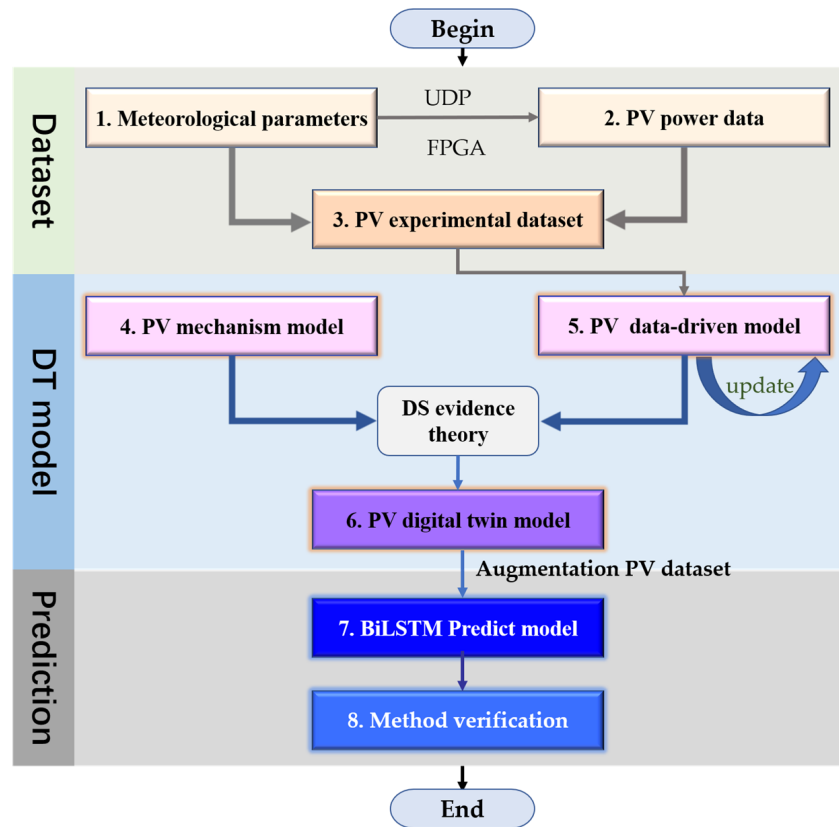 Begin
Dataset
1. Meteorological parameters
UDP
FPGA
2. PV power data
3. PV experimental dataset
DT model
4. PV mechanism model
5. PV data-driven model
update
DS evidence
theory
6. PV digital twin model
Augmentation PV dataset
Prediction
7. BiLSTM Predict model
8. Method verification
End